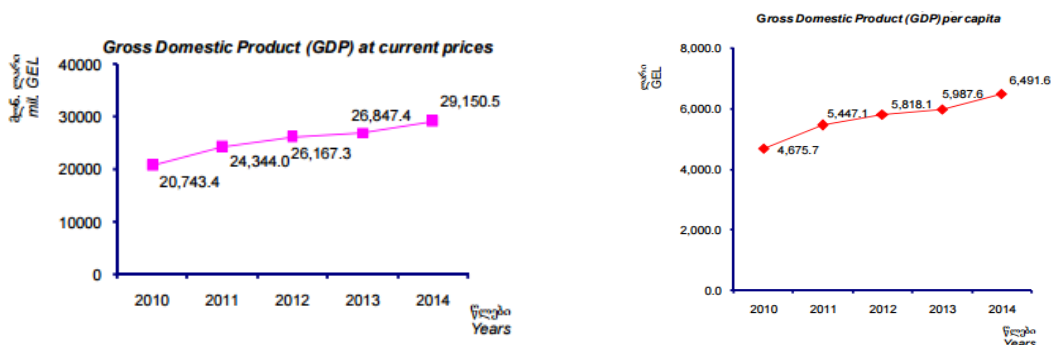 Gross Domestic Product (GDP) at current prices
მლნ. ლარი
mil. GEL
40000
30000
20000
10000
0
20,743.4
24,344.0
26,167.3
26,847.4
29,150.5
2010 2011 2012 2013 2014
წლები
Years
Gross Domestic Product (GDP) per capita
ლარი
GEL
8,000.0
6,000.0
4,000.0
2,000.0
0.0
4,675.7
5,447.1
5,818.1
5,987.6
6,491.6
2010 2011 2012 2013 2014
წლები
Years